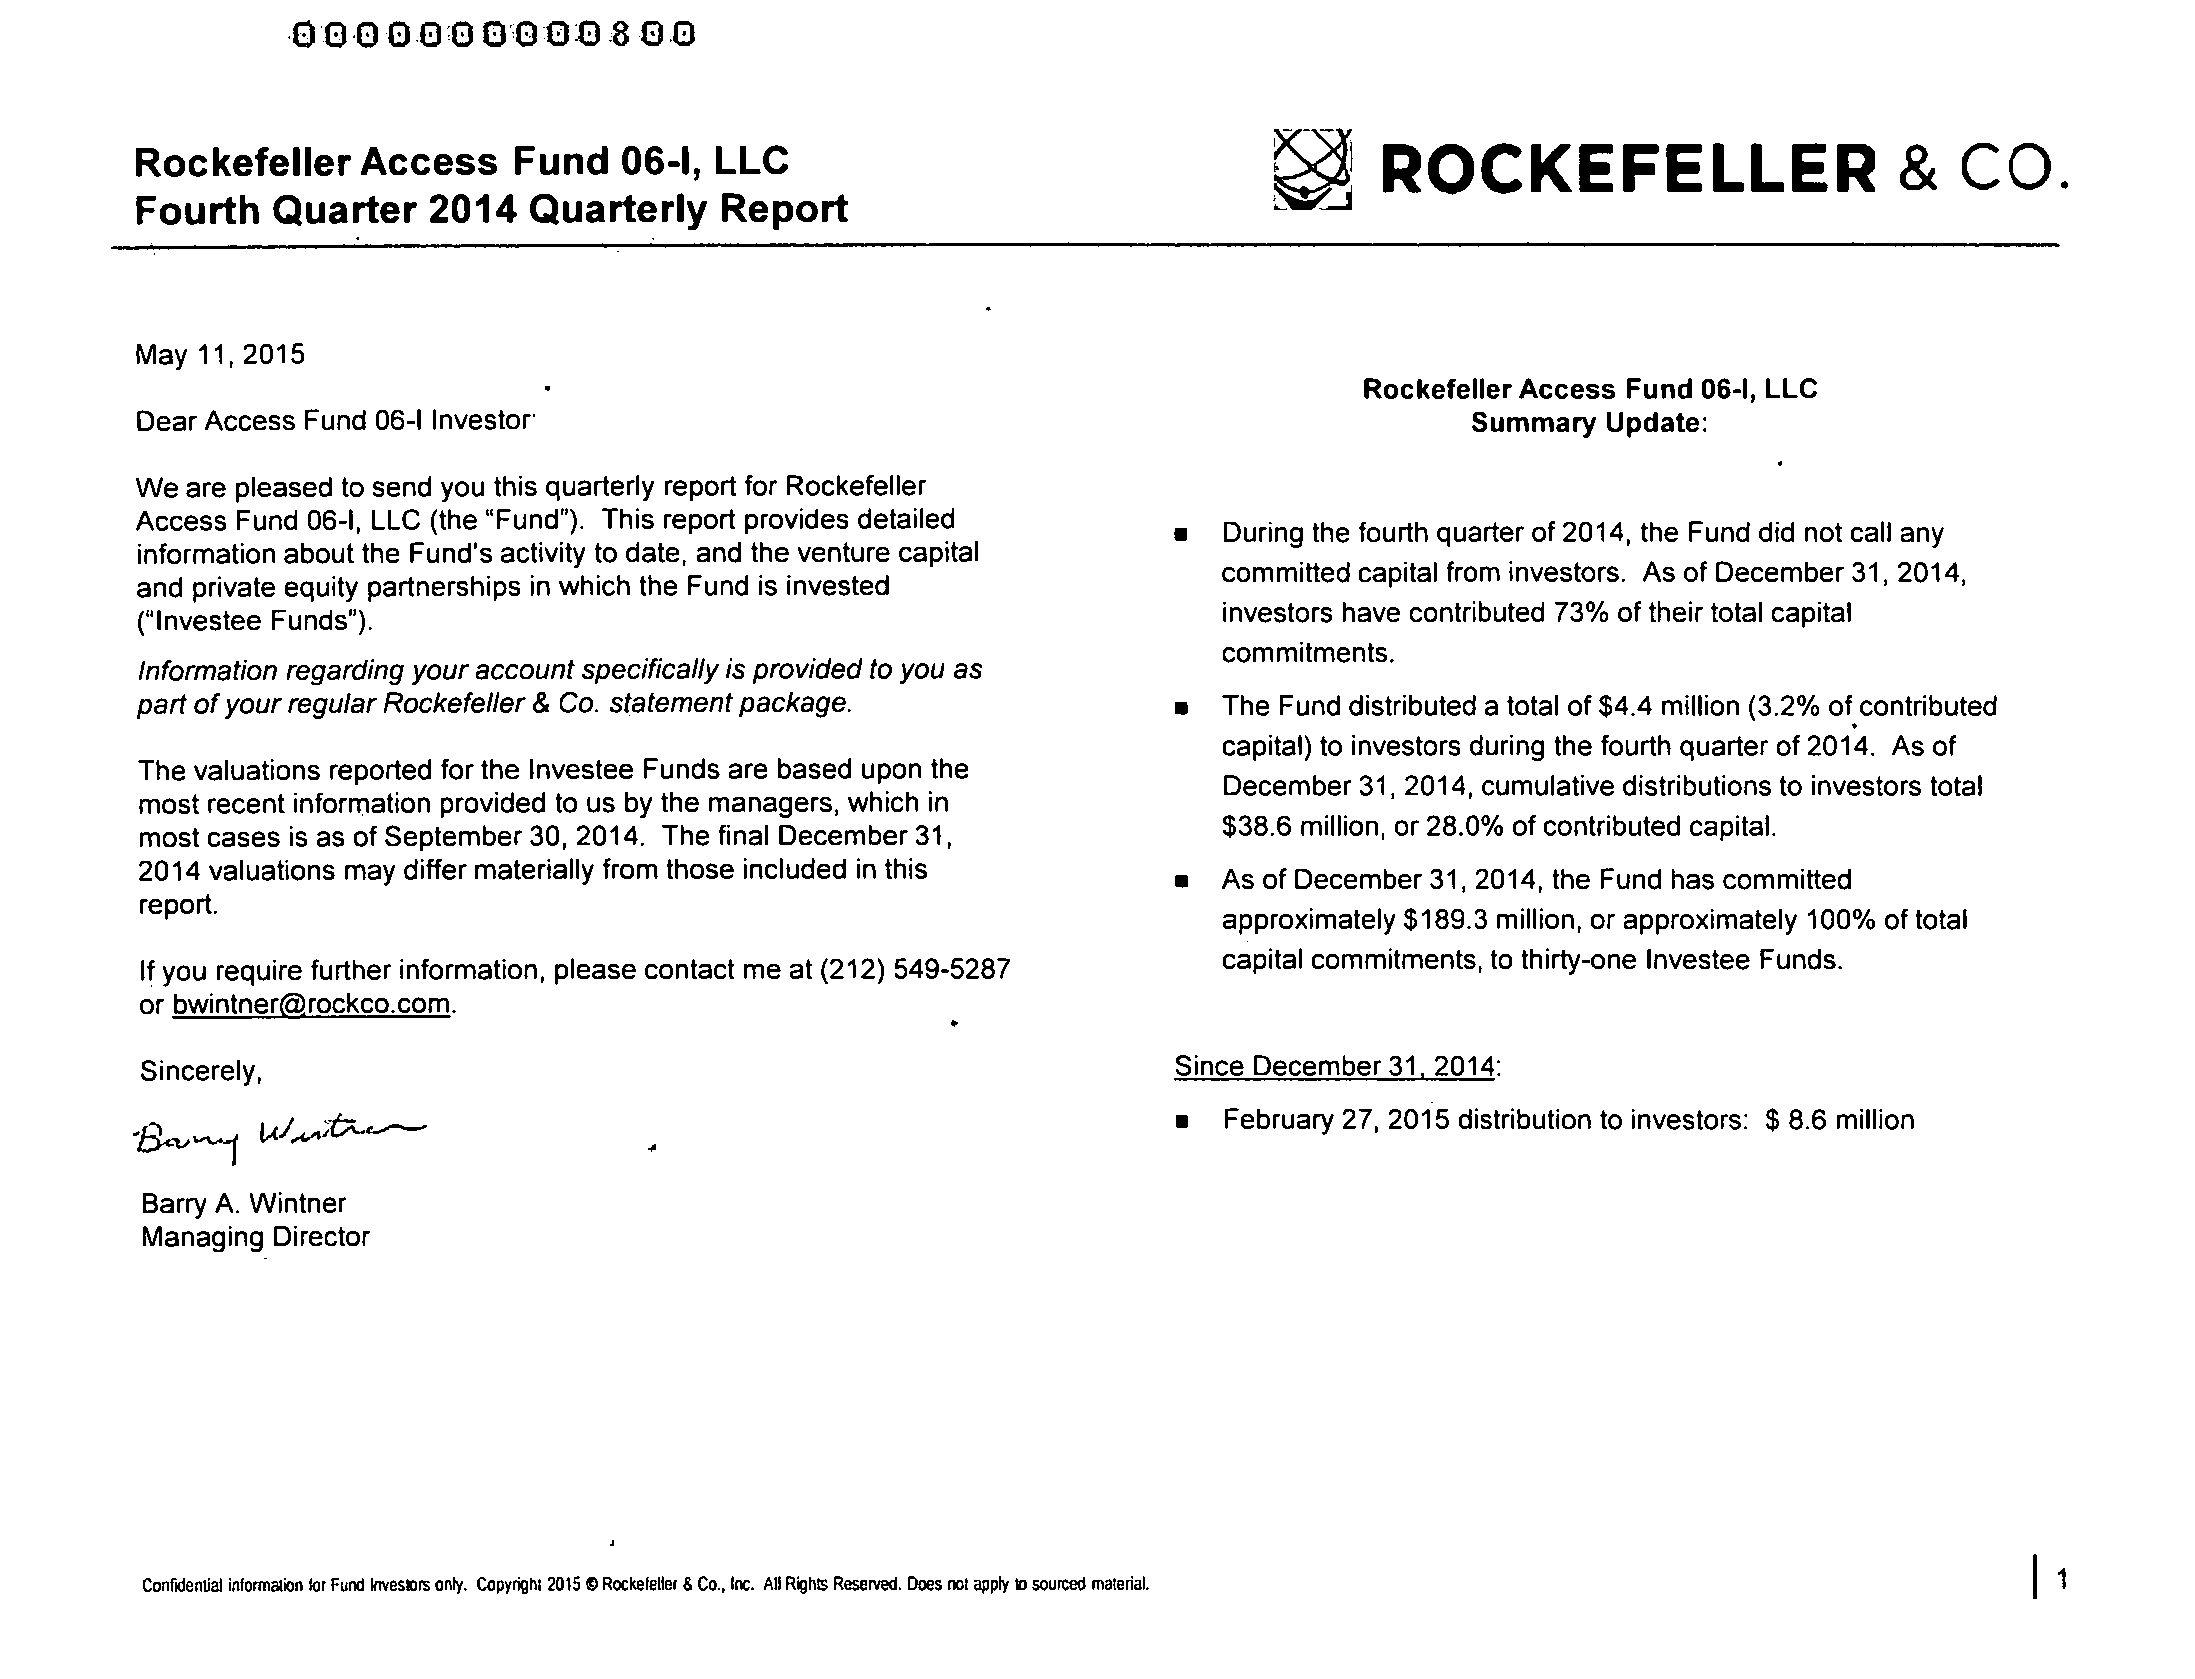 0000000000800
Rockefeller Access Fund 06-I, LLC
Fourth Quarter 2014 Quarterly Report
ROCKEFELLER & CO.
May 11, 2015
Dear Access Fund 06-I Investor
We are pleased to send you this quarterly report for Rockefeller
Access Fund 06-I, LLC (the “Fund”).  This report provides detailed
information about the Fund's activity to date, and the venture capital
and private equity partnerships in which the Fund is invested
(“Investee Funds”).
Information regarding your account specifically is provided to you as
part of your regular Rockefeller & Co. statement package.
The valuations reported for the Investee Funds are based upon the
most recent information provided to us by the managers, which in
most cases is as of September 30, 2014.  The final December 31,
2014 valuations may differ materially from those included in this
report.
If you require further information, please contact me at (212) 549-5287
or bwintner@rockco.com.
Sincerely,
Barry Wintner
Barry A. Wintner
Managing Director
Rockefeller Access Fund 06-I, LLC
Summary Update:
■ During the fourth quarter of 2014, the Fund did not call any
committed capital from investors.  As of December 31, 2014,
investors have contributed 73% of their total capital
commitments.
■ The Fund distributed a total of $4.4 million (3.2% of contributed
capital) to investors during the fourth quarter of 2014.  As of
December 31, 2014, cumulative distributions to investors total
$38.6 million, or 28.0% of contributed capital.
■ As of December 31, 2014, the Fund has committed
approximately $189.3 million, or approximately 100% of total
capital commitments, to thirty-one Investee Funds.
Since December 31, 2014:
■ February 27, 2015 distribution to investors:  $ 8.6 million
Confidential information for Fund Investors only.  Copyright 2015 © Rockefeller & Co., Inc.  All Rights Reserved. Does not apply to sourced material.
1